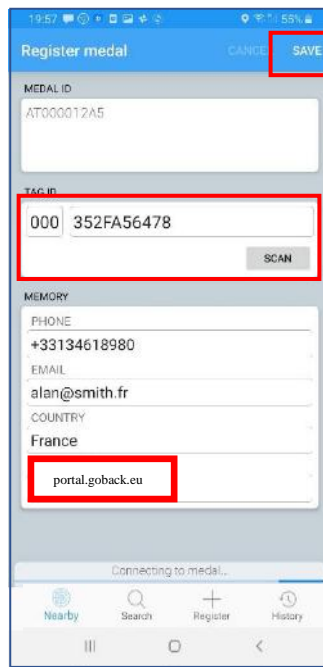 19:57 56%
Register medal CANCEL SAVE
MEDAL ID
AT000012A5
TAG ID
000 352FA56478
SCAN
MEMORY
PHONE
+33134618980
EMAIL
alan@smith.fr
COUNTRY
France
portal.goback.eu
Connecting to medal...
Nearby Search Register History